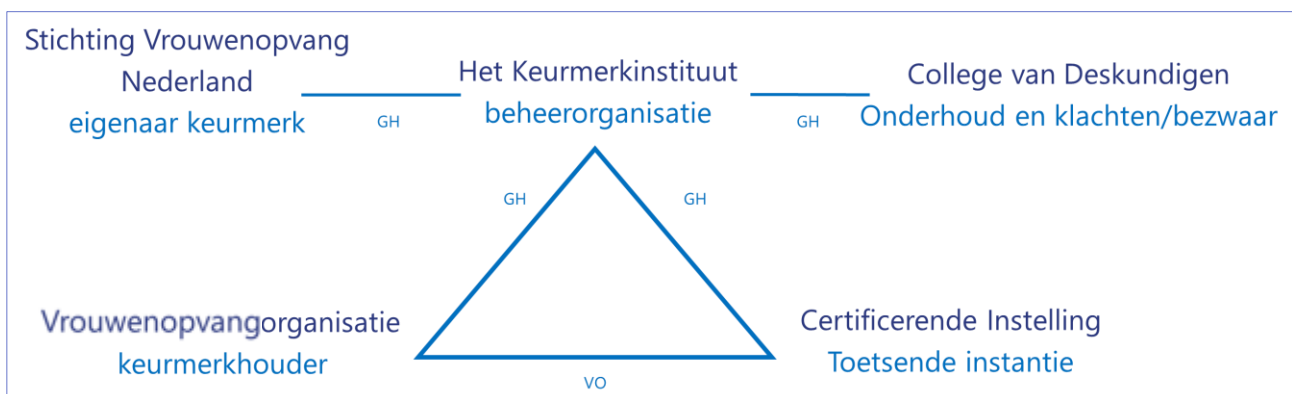 Stichting Vrouwenopvang
Nederland
eigenaar keurmerk
GH
Het Keurmerkinstituut
beheerorganisatie
GH
College van Deskundigen
Onderhoud en klachten/bezwaar
GH
GH
Vrouwenopvangorganisatie
keurmerkhouder
VO
Certificerende Instelling
Toetsende instantie